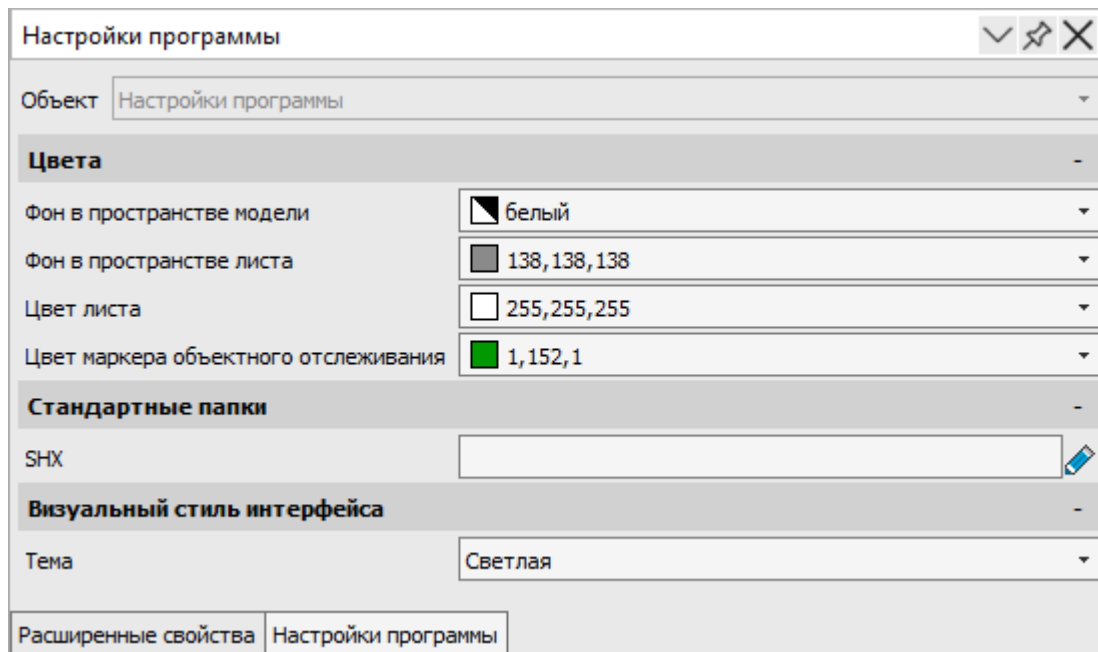 Настройки программы
Объект Настройки программы
Цвета -
Фон в пространстве модели белый
Фон в пространстве листа 138,138,138
Цвет листа 255,255,255
Цвет маркера объектного отслеживания 1,152,1
Стандартные папки -
SHX
Визуальный стиль интерфейса -
Тема Светлая
Расширенные свойства Настройки программы